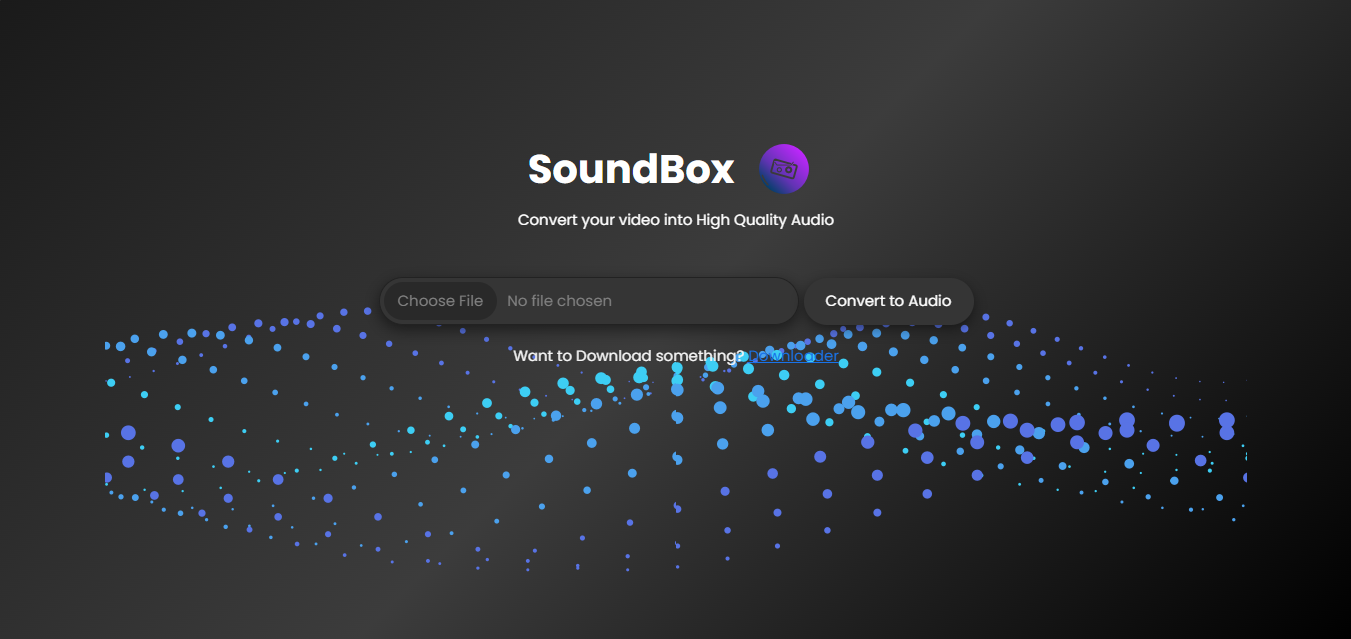 SoundBox
Convert your video into High Quality Audio
Choose File No file chosen Convert to Audio
Want to Download something? Downloader